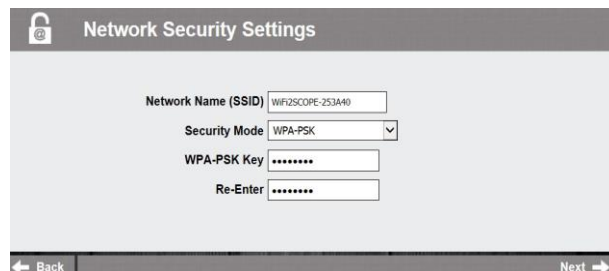 @ Network Security Settings
Network Name (SSID) WiFi2SCOPE-253A40
Security Mode WPA-PSK
WPA-PSK Key ••••••••
Re-Enter ••••••••
Back Next